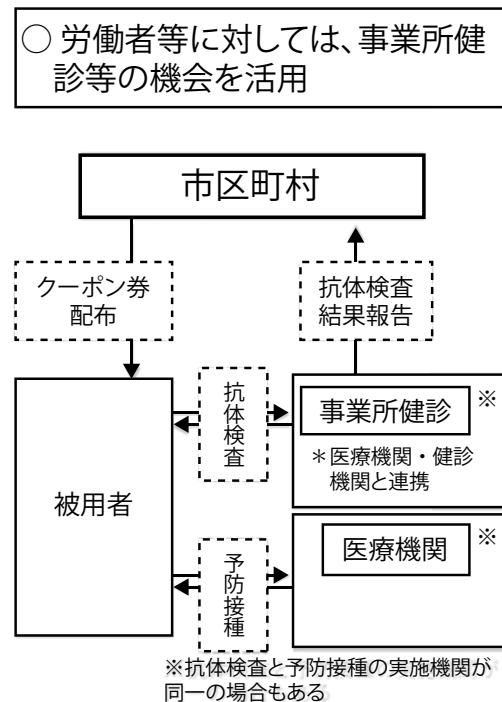 ○ 労働者等に対しては、事業所健
診等の機会を活用
市区町村
クーポン券
配布
抗体検査
結果報告
抗体検査
事業所健診
※
＊医療機関・健診
機関と連携
被用者
医療機関
※
予防接種
※抗体検査と予防接種の実施機関が
同一の場合もある